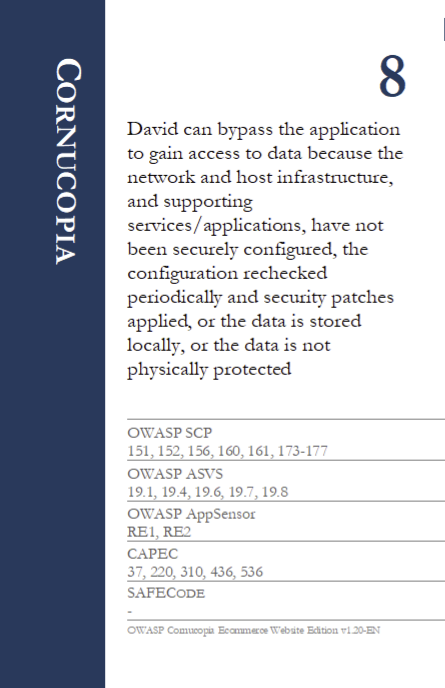 CORNUCOPIA
8
David can bypass the application
to gain access to data because the
network and host infrastructure,
and supporting
services/applications, have not
been securely configured, the
configuration rechecked
periodically and security patches
applied, or the data is stored
locally, or the data is not
physically protected
OWASP SCP
151, 152, 156, 160, 161, 173-177
OWASP ASVS
19.1, 19.4, 19.6, 19.7, 19.8
OWASP AppSensor
RE1, RE2
CAPEC
37, 220, 310, 436, 536
SAFECODE
-
OWASP Cornucopia Ecommerce Website Edition v1.20-EN